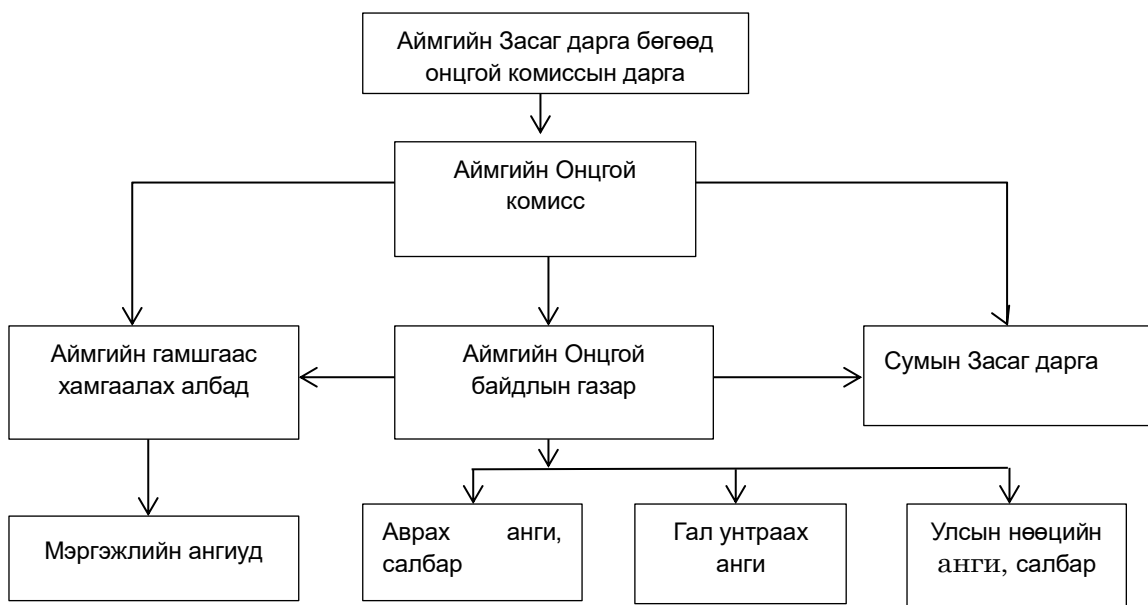 Аймгийн Засаг дарга бөгөөд
онцгой комиссын дарга
Аймгийн Онцгой
комисс
Аймгийн гамшгаас
хамгаалах албад
Аймгийн Онцгой
байдлын газар
Сумын Засаг дарга
Мэргэжлийн ангиуд
Аврах анги,
салбар
Гал унтраах
анги
Улсын нөөцийн
анги, салбар